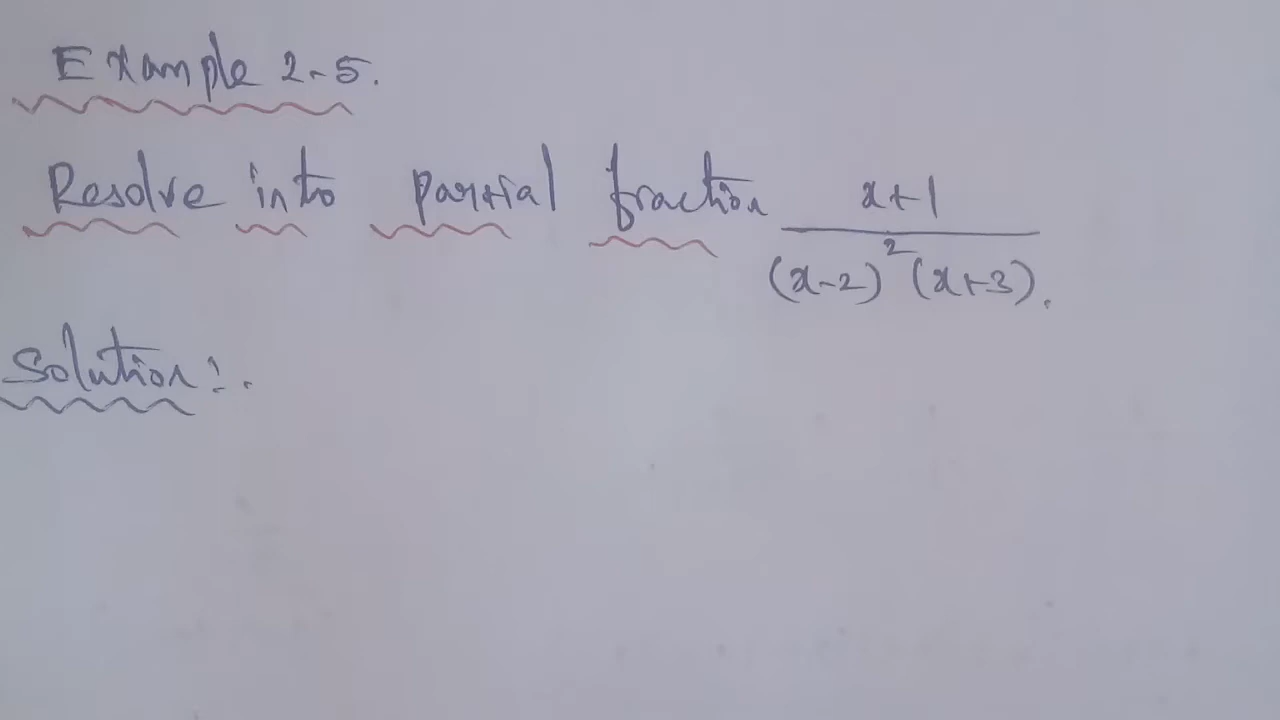 Example 2-5.
Resolve into partial fraction x+1 / (x-2)² (x+3).
Solution:.